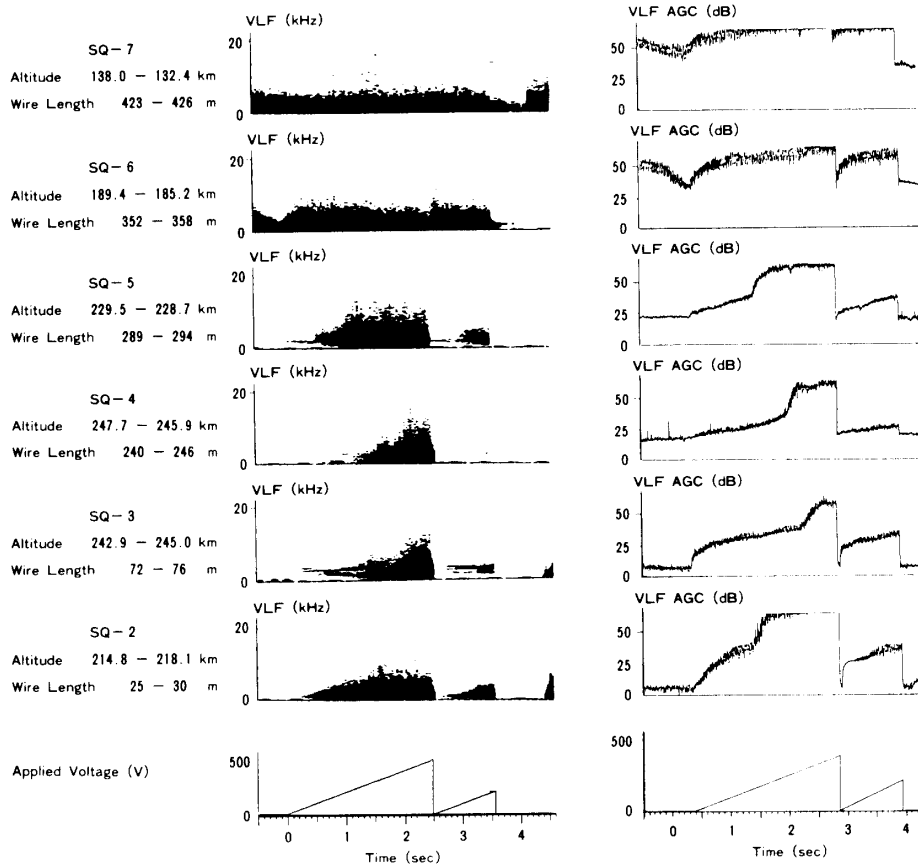 VLF (kHz)
VLF AGC (dB)
20
0
50
25
0
SQ-7
Altitude 138.0 - 132.4 km
Wire Length 423 - 426 m
VLF (kHz)
VLF AGC (dB)
20
0
50
25
0
SQ-6
Altitude 189.4 - 185.2 km
Wire Length 352 - 358 m
VLF (kHz)
VLF AGC (dB)
20
0
50
25
0
SQ-5
Altitude 229.5 - 228.7 km
Wire Length 289 - 294 m
VLF (kHz)
VLF AGC (dB)
20
0
50
25
0
SQ-4
Altitude 247.7 - 245.9 km
Wire Length 240 - 246 m
VLF (kHz)
VLF AGC (dB)
20
0
50
25
0
SQ-3
Altitude 242.9 - 245.0 km
Wire Length 72 - 76 m
VLF (kHz)
VLF AGC (dB)
20
0
50
25
0
SQ-2
Altitude 214.8 - 218.1 km
Wire Length 25 - 30 m
Applied Voltage (V)
500
0
0 1 2 3 4
Time (sec)
500
0
0 1 2 3 4
Time (sec)